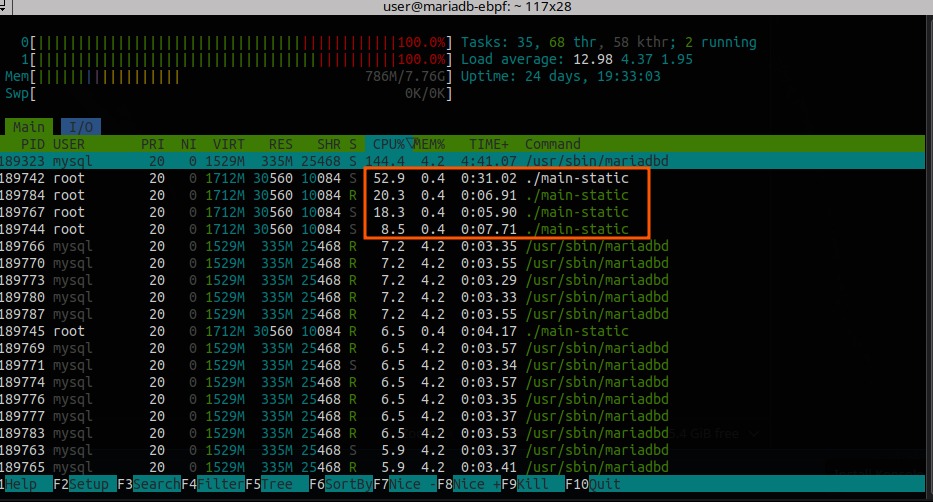 user@mariadb-ebpf: ~ 117x28
0[||||||||||||||||||||||||||||||||||||||||||||||||100.0%] Tasks: 35, 68 thr, 58 kthr; 2 running
1[||||||||||||||||||||||||||||||||||||||||||||||||100.0%] Load average: 12.98 4.37 1.95
Mem[|||||||||||||||||||| 786M/7.76G] Uptime: 24 days, 19:33:03
Swp[ 0K/0K]
Main I/O
PID USER PRI NI VIRT RES SHR S CPU%▽MEM% TIME+ Command
189323 mysql 20 0 1529M 335M 25468 S 144.4 4.2 4:41.07 /usr/sbin/mariadbd
189742 root 20 0 1712M 30560 10084 S 52.9 0.4 0:31.02 ./main-static
189784 root 20 0 1712M 30560 10084 R 20.3 0.4 0:06.91 ./main-static
189767 root 20 0 1712M 30560 10084 S 18.3 0.4 0:05.90 ./main-static
189744 root 20 0 1712M 30560 10084 S 8.5 0.4 0:07.71 ./main-static
189766 mysql 20 0 1529M 335M 25468 R 7.2 4.2 0:03.35 /usr/sbin/mariadbd
189770 mysql 20 0 1529M 335M 25468 R 7.2 4.2 0:03.55 /usr/sbin/mariadbd
189773 mysql 20 0 1529M 335M 25468 R 7.2 4.2 0:03.29 /usr/sbin/mariadbd
189780 mysql 20 0 1529M 335M 25468 R 7.2 4.2 0:03.33 /usr/sbin/mariadbd
189787 mysql 20 0 1529M 335M 25468 R 7.2 4.2 0:03.55 /usr/sbin/mariadbd
189745 root 20 0 1712M 30560 10084 R 6.5 0.4 0:04.17 ./main-static
189769 mysql 20 0 1529M 335M 25468 R 6.5 4.2 0:03.57 /usr/sbin/mariadbd
189771 mysql 20 0 1529M 335M 25468 S 6.5 4.2 0:03.34 /usr/sbin/mariadbd
189774 mysql 20 0 1529M 335M 25468 R 6.5 4.2 0:03.57 /usr/sbin/mariadbd
189776 mysql 20 0 1529M 335M 25468 R 6.5 4.2 0:03.35 /usr/sbin/mariadbd
189777 mysql 20 0 1529M 335M 25468 R 6.5 4.2 0:03.37 /usr/sbin/mariadbd
189783 mysql 20 0 1529M 335M 25468 R 6.5 4.2 0:03.53 /usr/sbin/mariadbd
189763 mysql 20 0 1529M 335M 25468 S 5.9 4.2 0:03.37 /usr/sbin/mariadbd
189765 mysql 20 0 1529M 335M 25468 R 5.9 4.2 0:03.41 /usr/sbin/mariadbd
1Help F2Setup F3Search F4Filter F5Tree F6SortBy F7Nice - F8Nice + F9Kill F10Quit